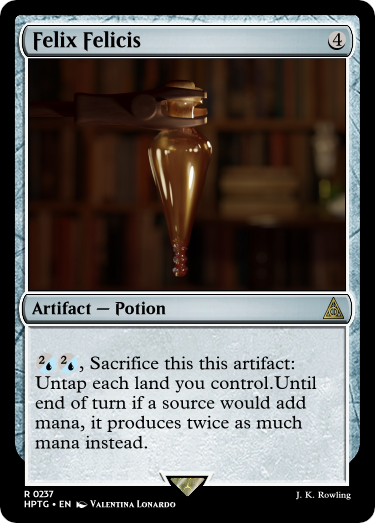 Felix Felicis 4
Artifact — Potion
2 2, Sacrifice this this artifact:
Untap each land you control.Until
end of turn if a source would add
mana, it produces twice as much
mana instead.
R 0237
HPTG • EN Valentina Lonardo
J. K. Rowling